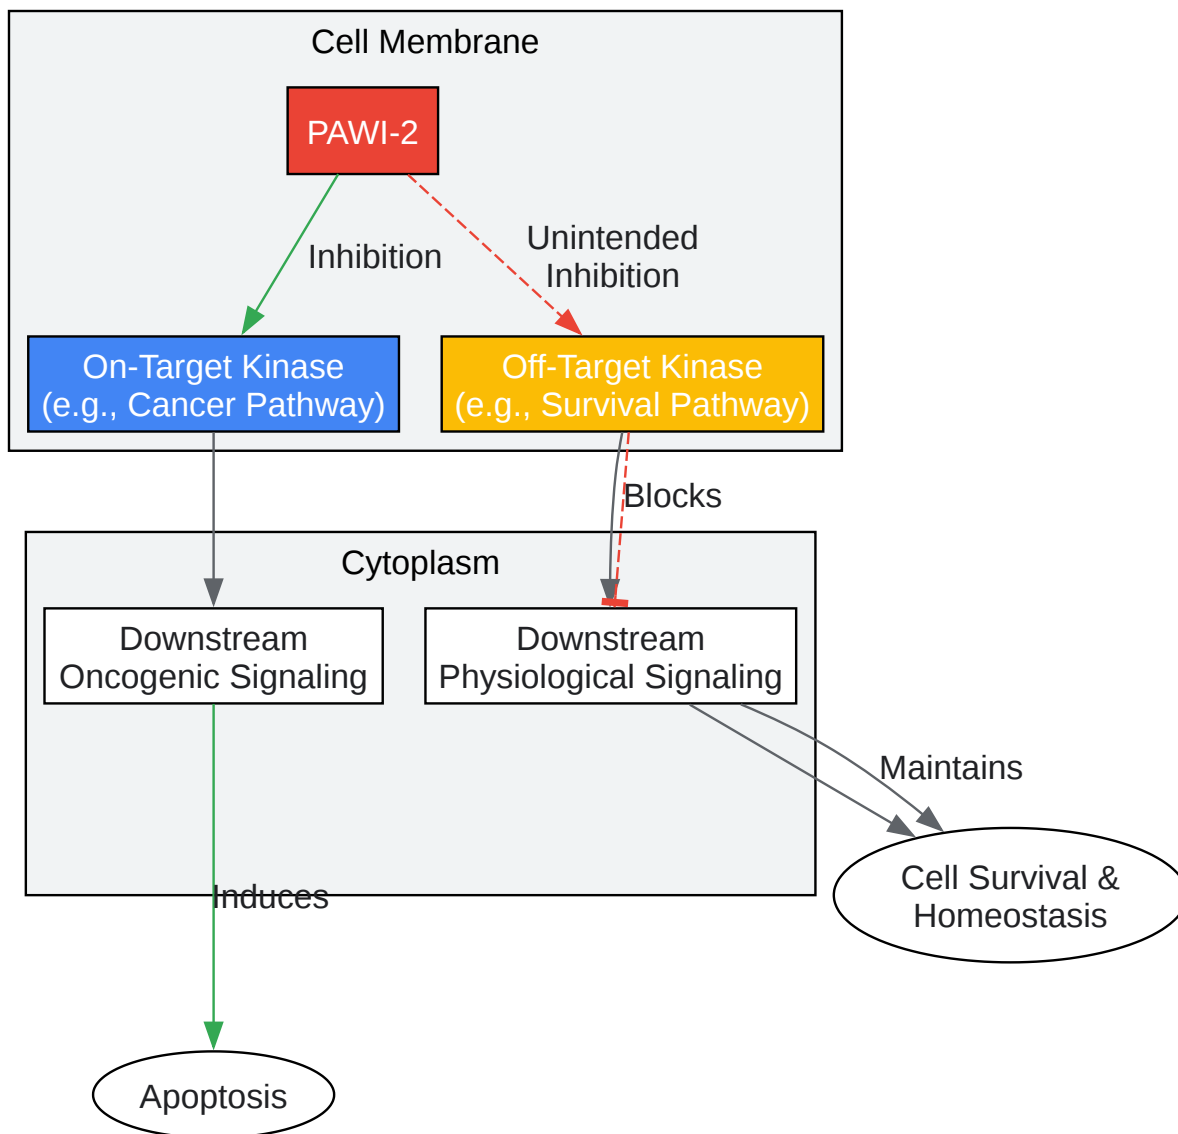 Cell Membrane
PAWI-2
Inhibition
Unintended
Inhibition
On-Target Kinase
(e.g., Cancer Pathway)
Off-Target Kinase
(e.g., Survival Pathway)
Blocks
Cytoplasm
Downstream
Oncogenic Signaling
Downstream
Physiological Signaling
Maintains
Cell Survival &
Homeostasis
Induces
Apoptosis